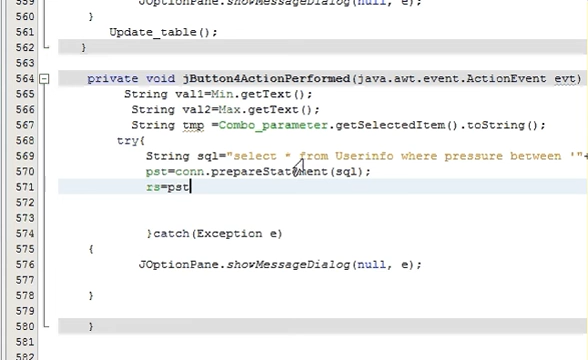 559 JOptionPane.showMessageDialog(null, e);
560 }
561 Update_table();
562 }
563
564 private void jButton4ActionPerformed(java.awt.event.ActionEvent evt)
565 String val1=Min.getText();
566 String val2=Max.getText();
567 String tmp =Combo_parameter.getSelectedItem().toString();
568 try{
569 String sql="select * from Userinfo where pressure between '"+
570 pst=conn.prepareStatement(sql);
571 rs=pst
572
573
574 }catch(Exception e)
575 {
576 JOptionPane.showMessageDialog(null, e);
577
578 }
579
580 }
581
582